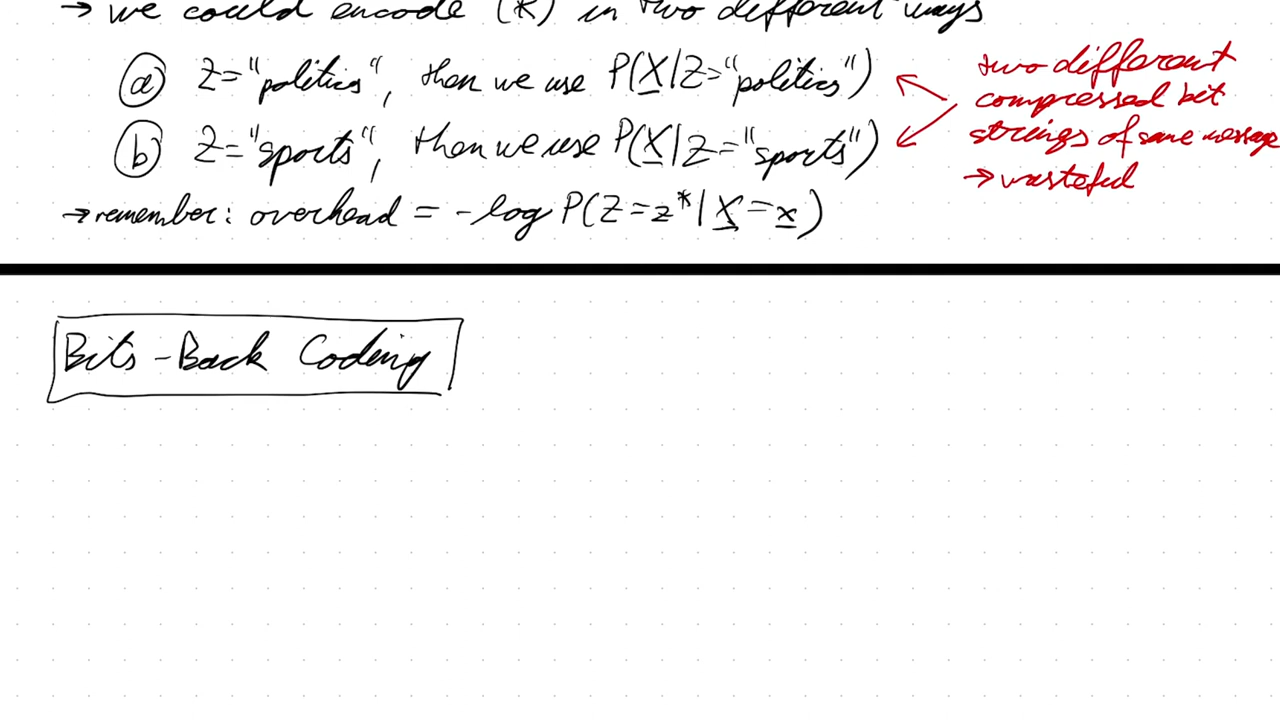 → we could encode (*) in two different ways
ⓐ Z="politics", then we use P(X|Z="politics")
ⓑ Z="sports", then we use P(X|Z="sports")
two different
compressed bit
strings of same message
→ wasteful
→ remember: overhead = -log P(Z=z*|X=x)
Bits-Back Coding